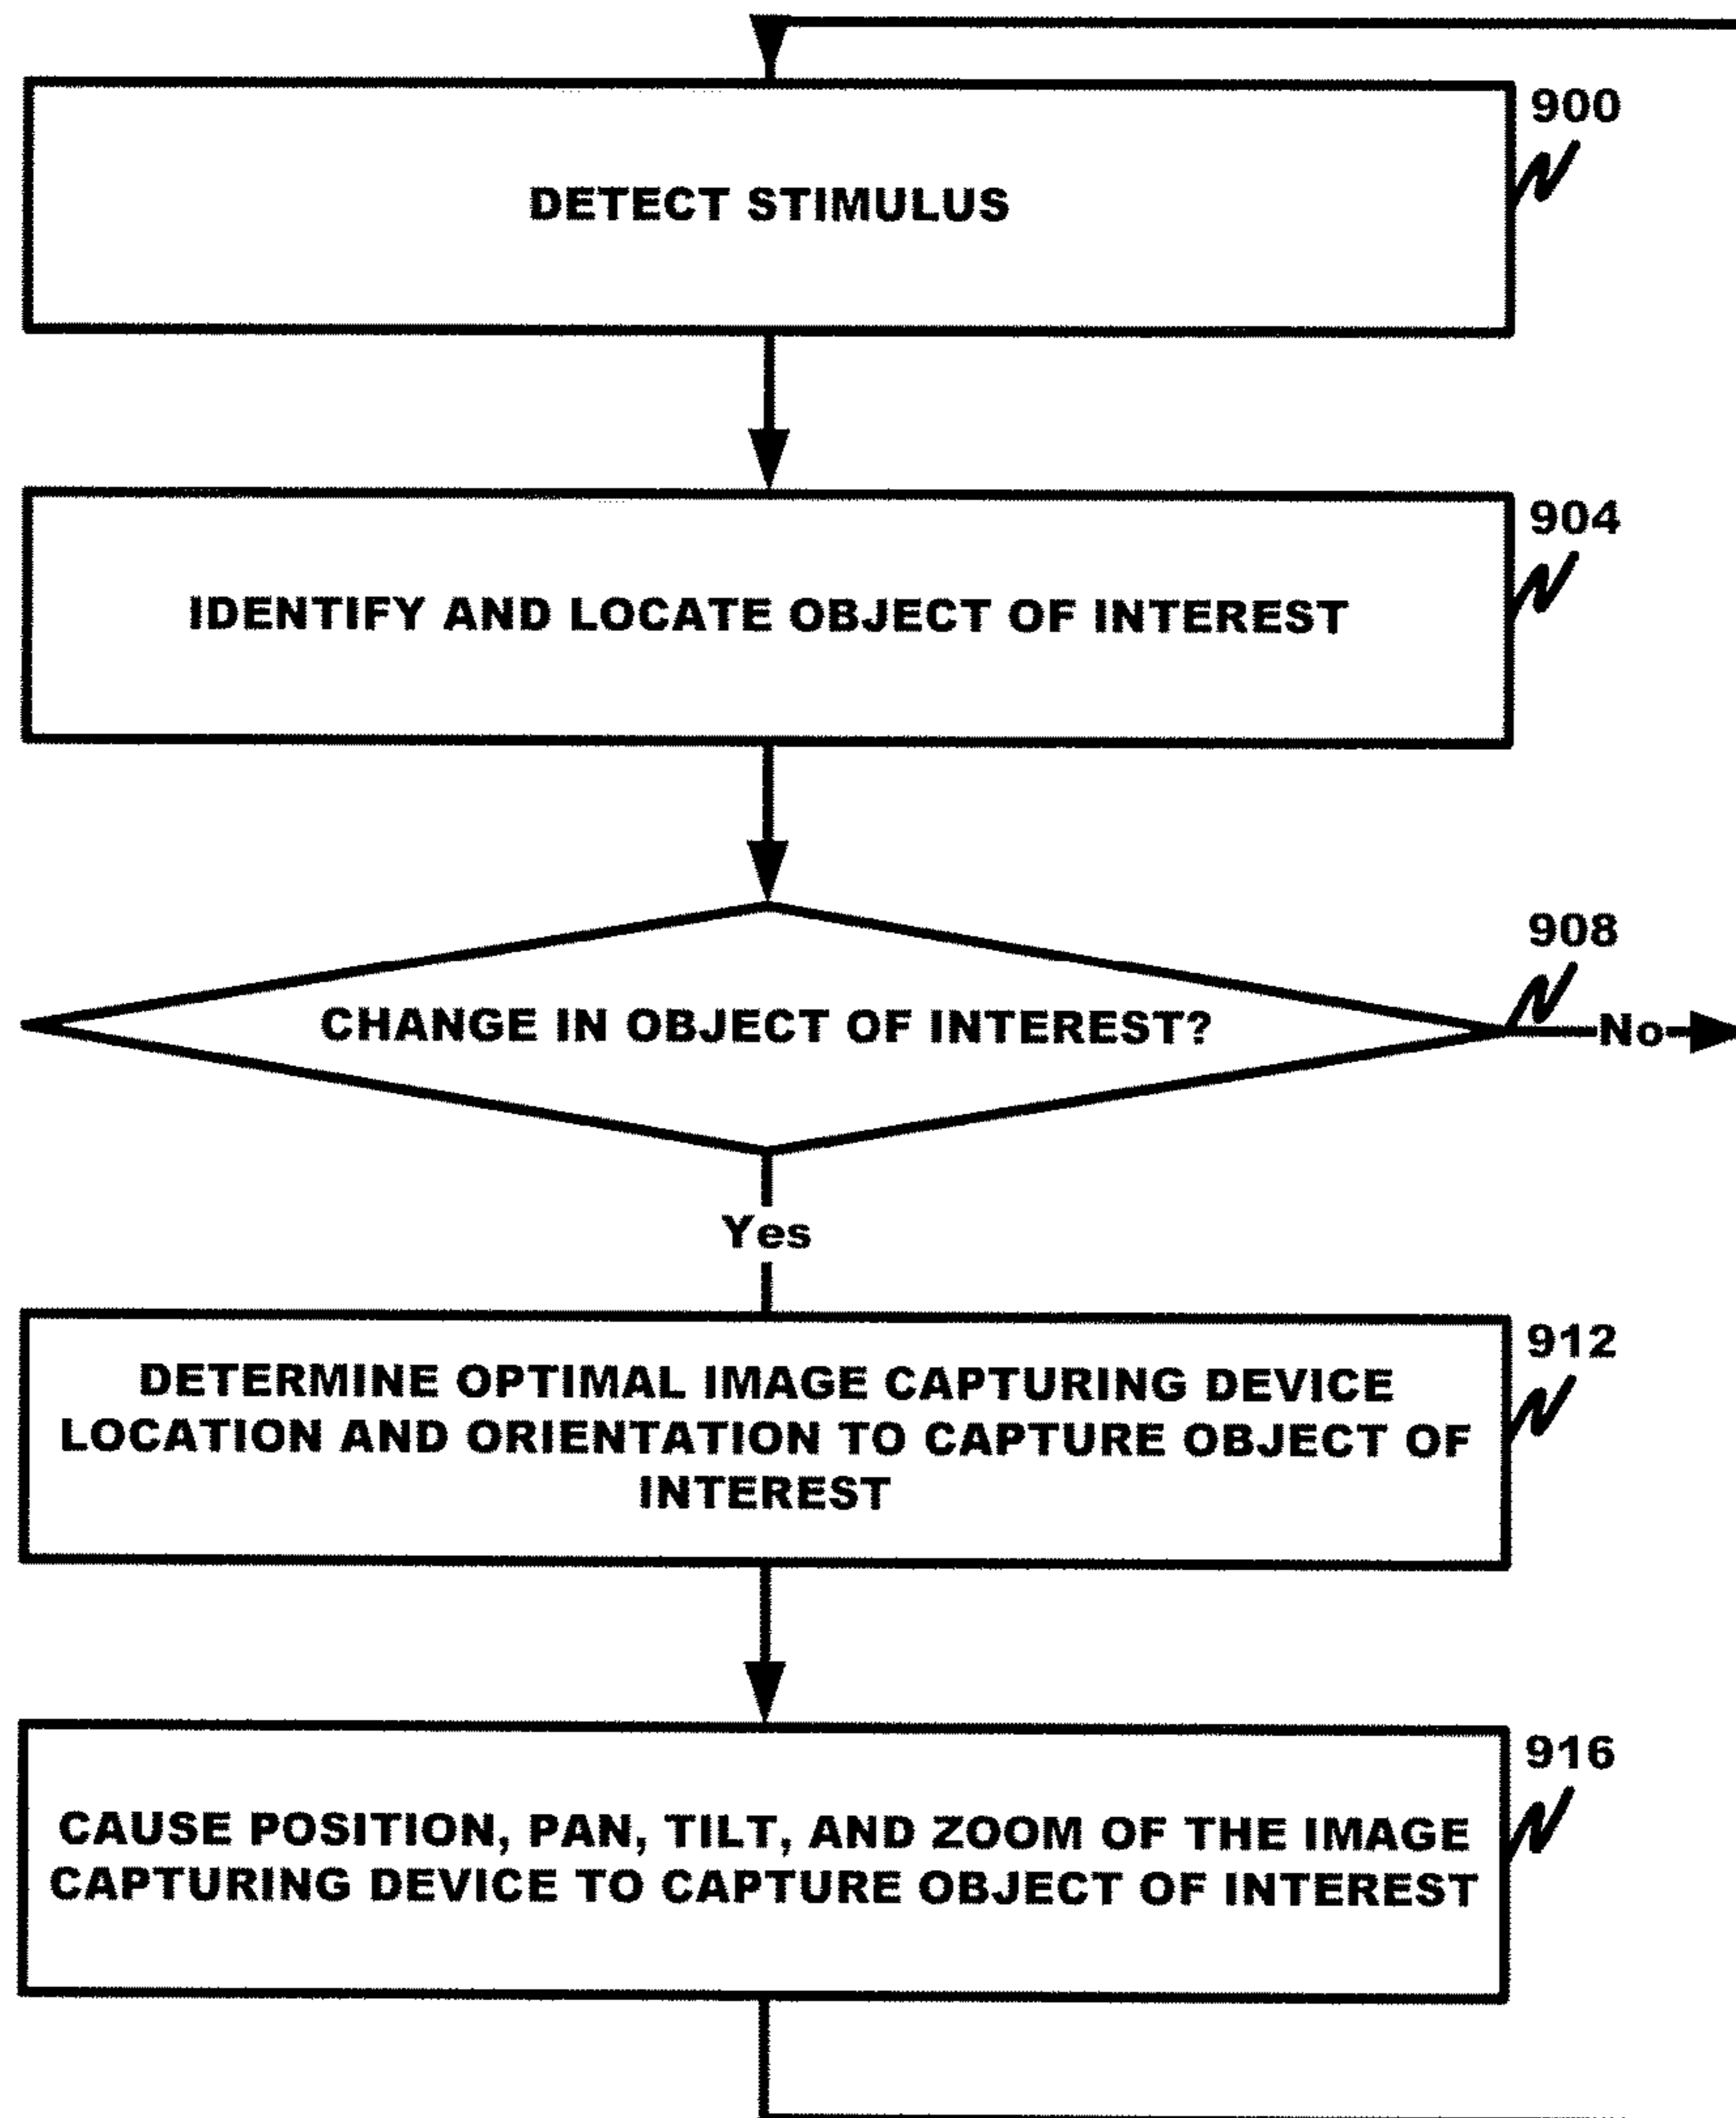 900
DETECT STIMULUS
904
IDENTIFY AND LOCATE OBJECT OF INTEREST
908
CHANGE IN OBJECT OF INTEREST?
No
Yes
912
DETERMINE OPTIMAL IMAGE CAPTURING DEVICE
LOCATION AND ORIENTATION TO CAPTURE OBJECT OF
INTEREST
916
CAUSE POSITION, PAN, TILT, AND ZOOM OF THE IMAGE
CAPTURING DEVICE TO CAPTURE OBJECT OF INTEREST